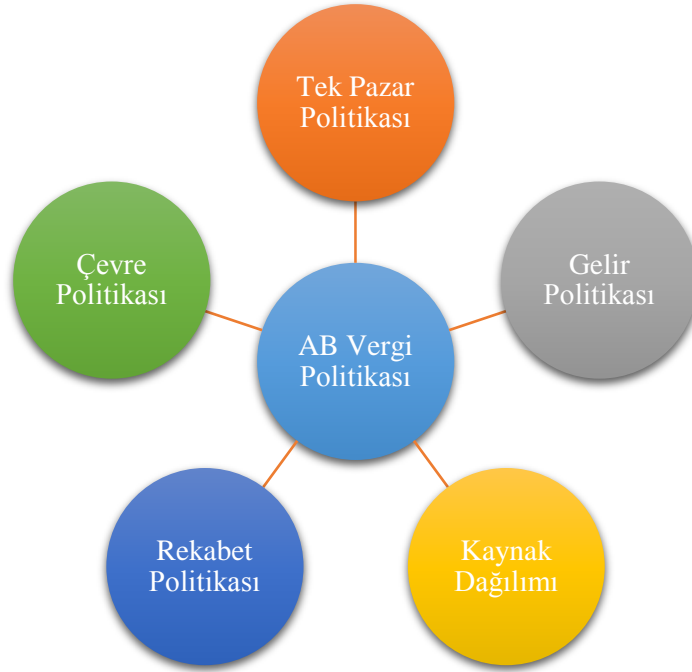 Tek Pazar
Politikası
Çevre
Politikası
Gelir
Politikası
AB Vergi
Politikası
Rekabet
Politikası
Kaynak
Dağılımı